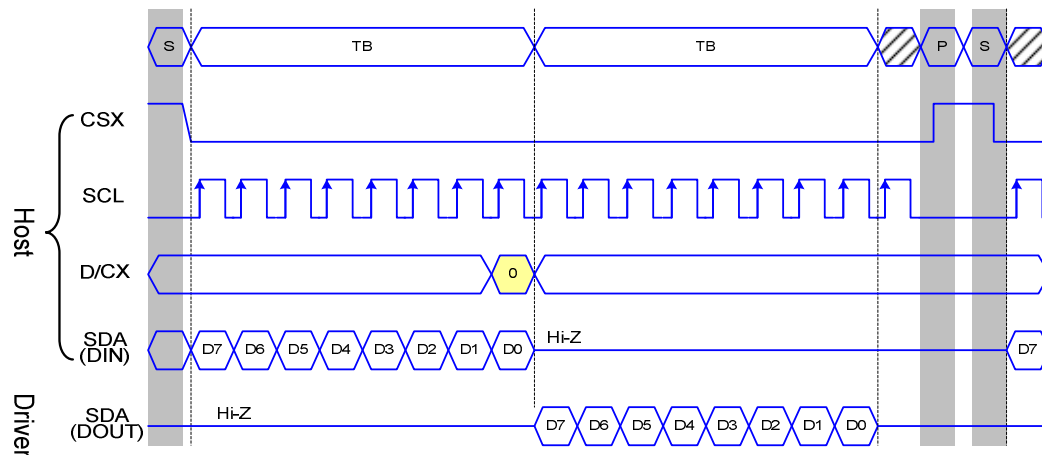 S TB TB P S
CSX
SCL
D/CX 0
SDA (DIN) D7 D6 D5 D4 D3 D2 D1 D0 Hi-Z D7
SDA (DOUT) Hi-Z D7 D6 D5 D4 D3 D2 D1 D0
Host
Driver